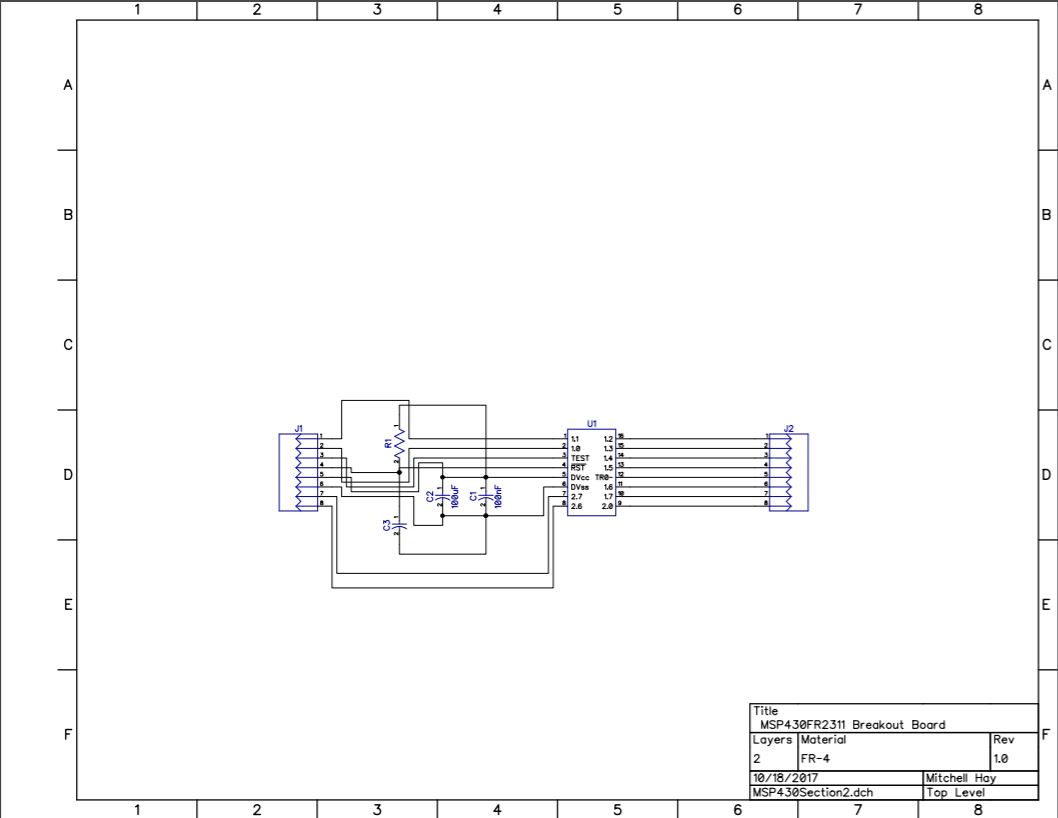 1 2 3 4 5 6 7 8
A A
B B
C C
J1 U1 J2
1 1 1.1 1.2 16 1
2 2 1.0 1.3 15 2
3 3 TEST 1.4 14 3
4 4 RST 1.5 13 4
5 5 DVcc TR0- 12 5
6 6 DVss 1.6 11 6
7 7 2.7 1.7 10 7
8 8 2.6 2.0 9 8
R1 1 2
C2 100uF 1 2
C1 100nF 1 2
C3 1 2
D D
E E
F F
Title
MSP430FR2311 Breakout Board
Layers Material Rev
2 FR-4 1.0
10/18/2017 Mitchell Hay
MSP430Section2.dch Top Level
1 2 3 4 5 6 7 8